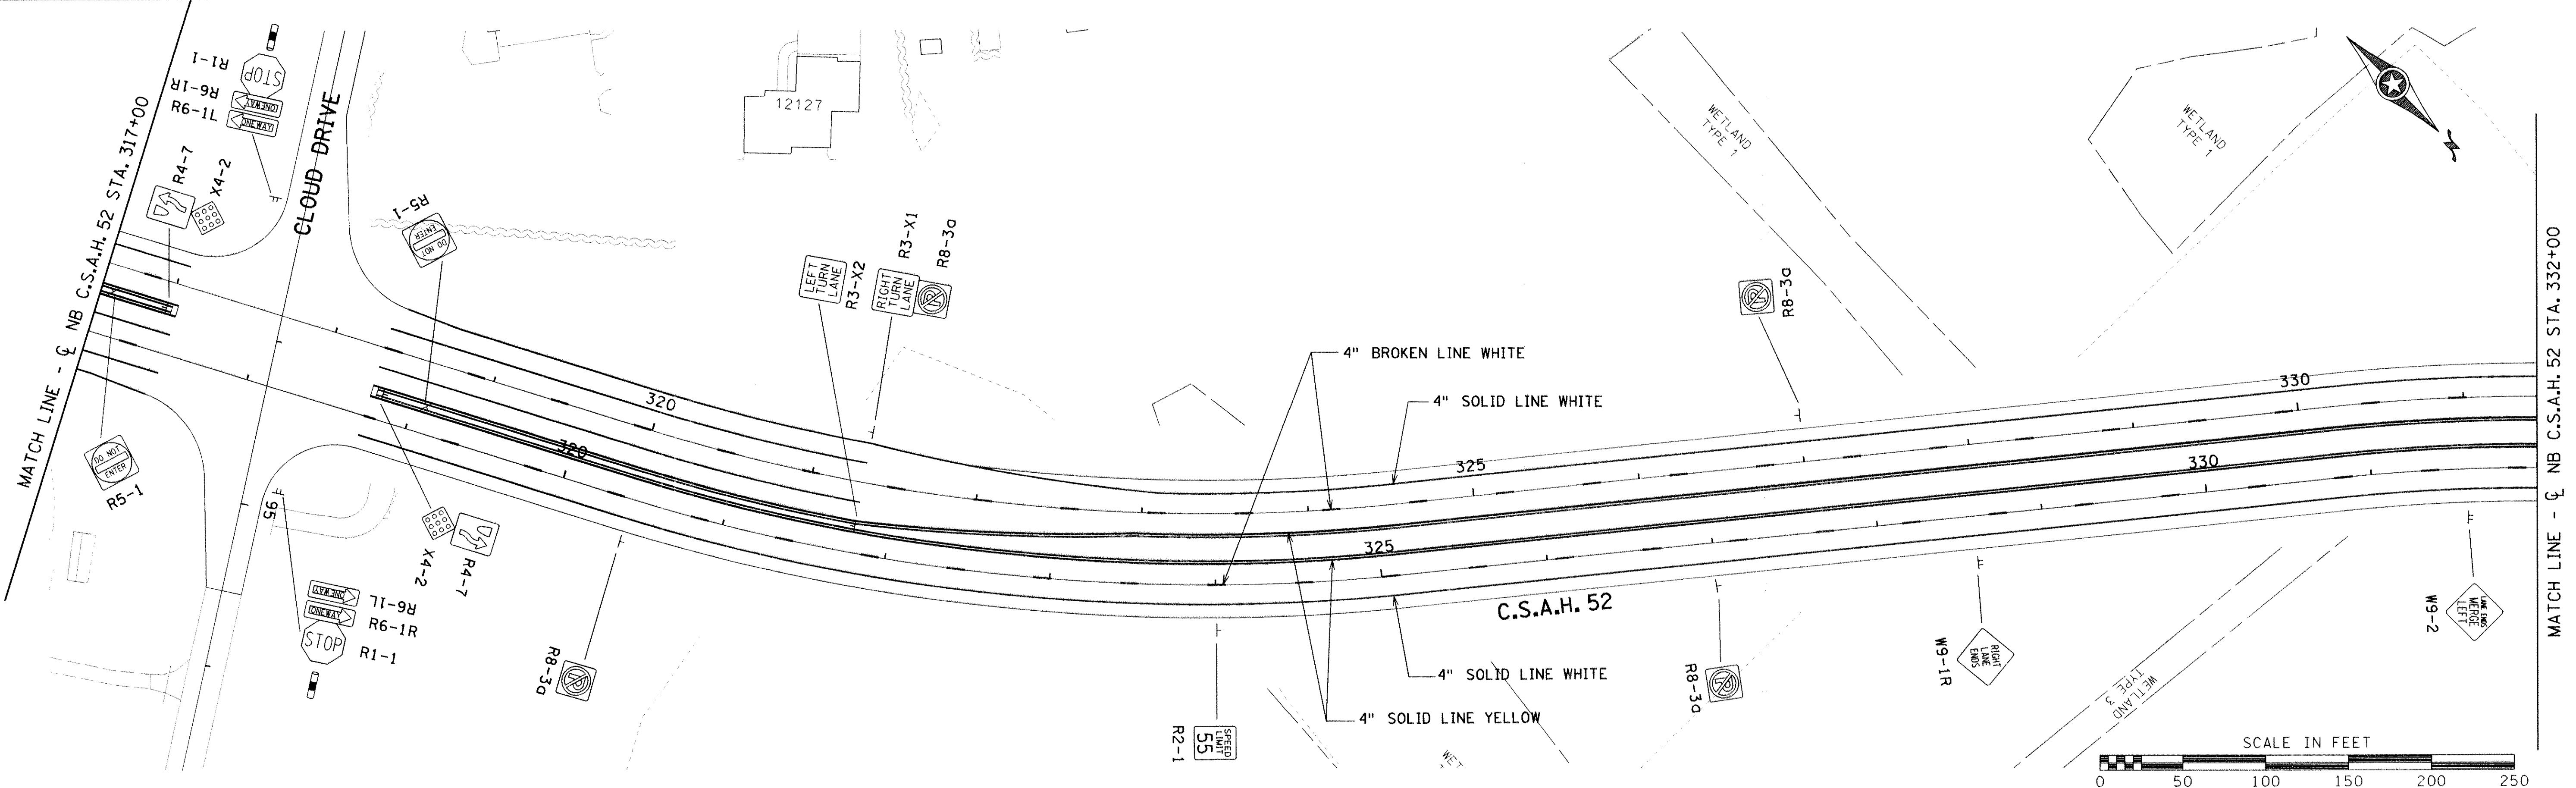 MATCH LINE - ℄ NB C.S.A.H. 52 STA. 317+00
R1-1
STOP
R6-1R
ONE WAY
R6-1L
ONE WAY
R4-7
X4-2
CLOUD DRIVE
R5-1
DO NOT
ENTER
12127
LEFT
TURN
LANE
R3-X2
RIGHT
TURN
LANE
R3-X1
R8-3a
P
WETLAND
TYPE 1
WETLAND
TYPE 1
N
R8-3a
P
MATCH LINE - ℄ NB C.S.A.H. 52 STA. 332+00
4" BROKEN LINE WHITE
4" SOLID LINE WHITE
320
320
325
325
330
330
95
DO NOT
ENTER
R5-1
X4-2
R4-7
ONE WAY
R6-1L
ONE WAY
R6-1R
STOP
R1-1
R8-3a
P
C.S.A.H. 52
4" SOLID LINE WHITE
4" SOLID LINE YELLOW
R2-1
SPEED
LIMIT
55
R8-3a
P
W9-1R
RIGHT
LANE
ENDS
W9-2
LANE ENDS
MERGE
LEFT
WETLAND
TYPE 3
WET
SCALE IN FEET
0 50 100 150 200 250